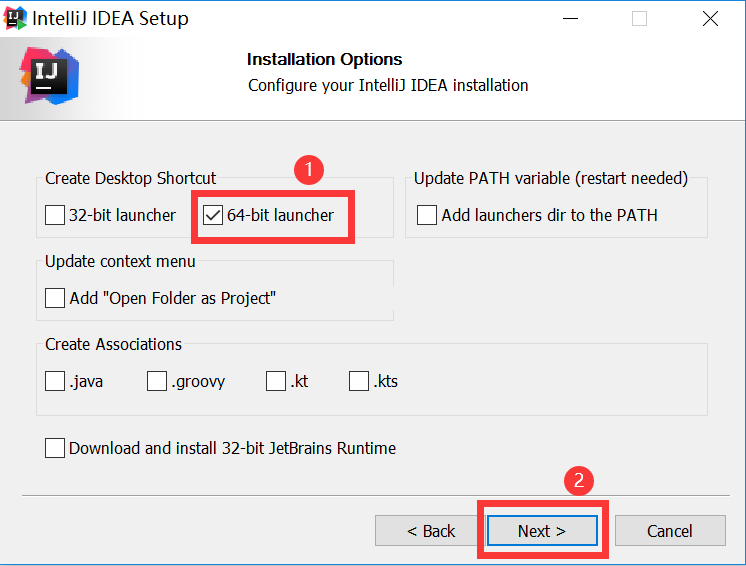 IntelliJ IDEA Setup
IJ
Installation Options
Configure your IntelliJ IDEA installation
1
Create Desktop Shortcut
32-bit launcher
64-bit launcher
Update PATH variable (restart needed)
Add launchers dir to the PATH
Update context menu
Add "Open Folder as Project"
Create Associations
.java
.groovy
.kt
.kts
Download and install 32-bit JetBrains Runtime
2
< Back
Next >
Cancel